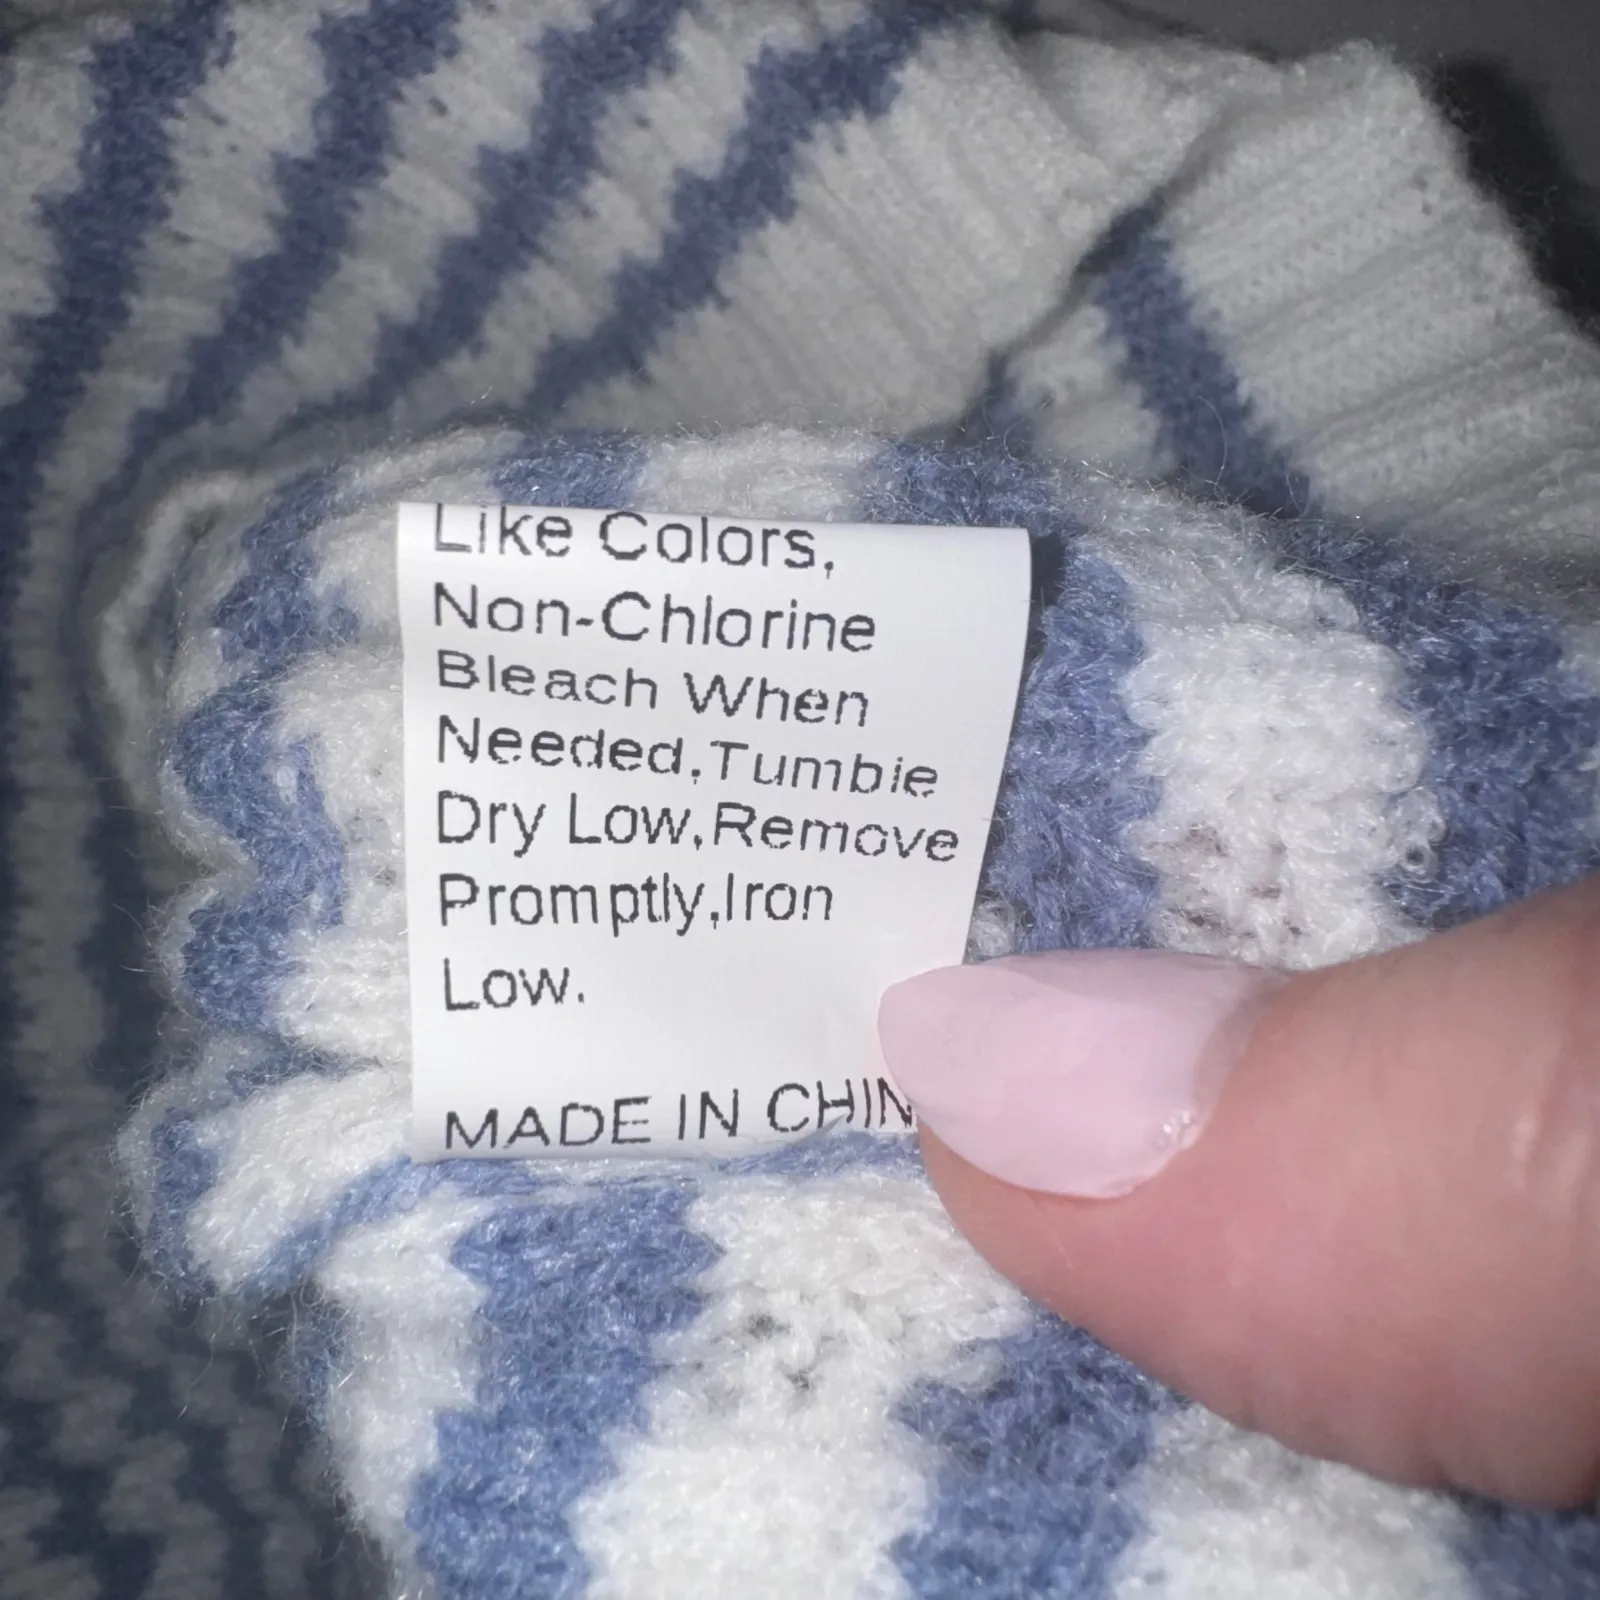 Like Colors,
Non-Chlorine
Bleach When
Needed,Tumble
Dry Low,Remove
Promptly,Iron
Low.
MADE IN CHIN